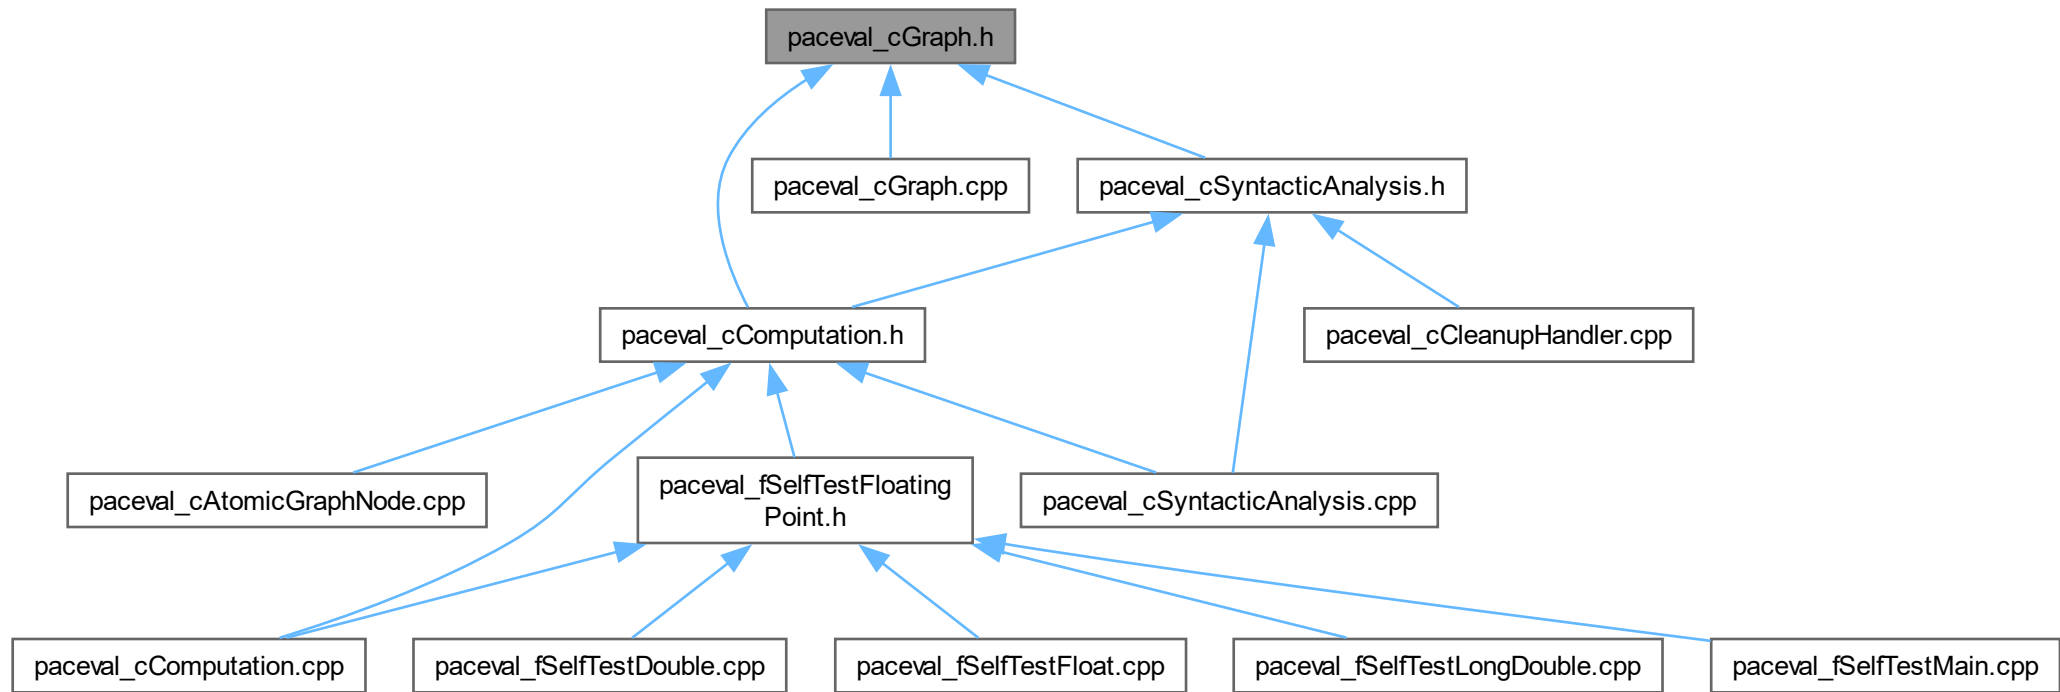 paceval_cGraph.h
paceval_cGraph.cpp
paceval_cSyntacticAnalysis.h
paceval_cComputation.h
paceval_cCleanupHandler.cpp
paceval_cAtomicGraphNode.cpp
paceval_fSelfTestFloating
Point.h
paceval_cSyntacticAnalysis.cpp
paceval_cComputation.cpp
paceval_fSelfTestDouble.cpp
paceval_fSelfTestFloat.cpp
paceval_fSelfTestLongDouble.cpp
paceval_fSelfTestMain.cpp